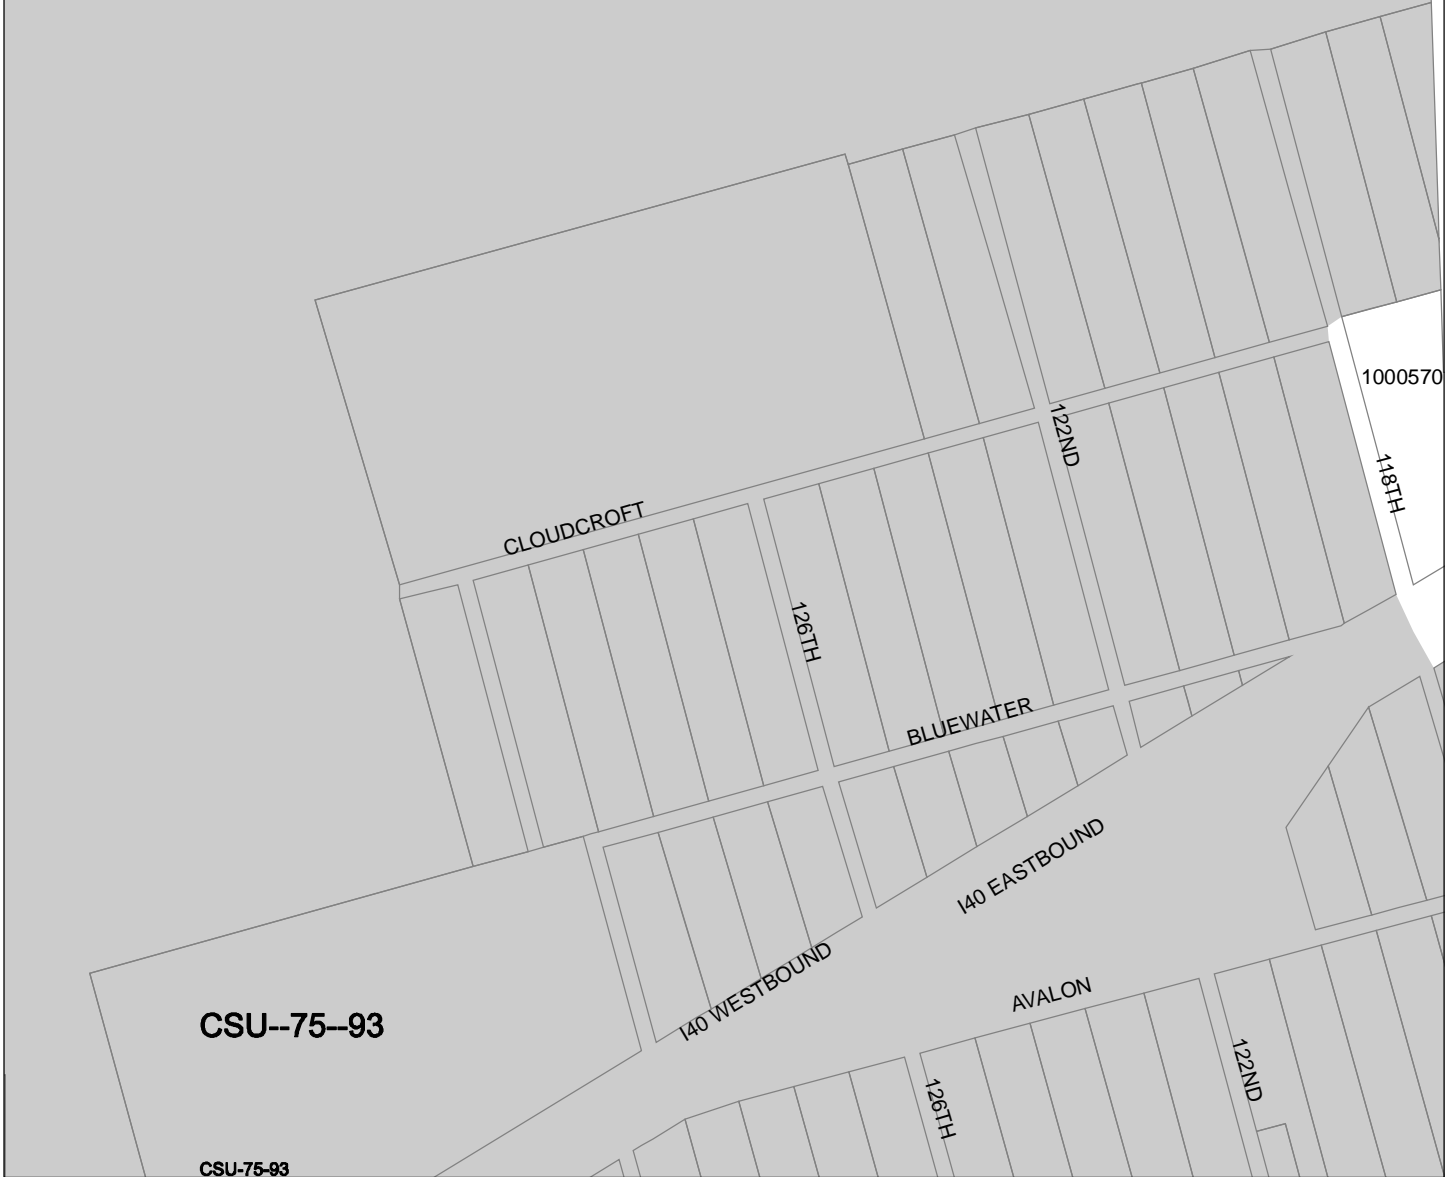 1000570
122ND
118TH
CLOUDCROFT
126TH
BLUEWATER
I40 EASTBOUND
I40 WESTBOUND
AVALON
CSU--75--93
122ND
126TH
CSU-75-93